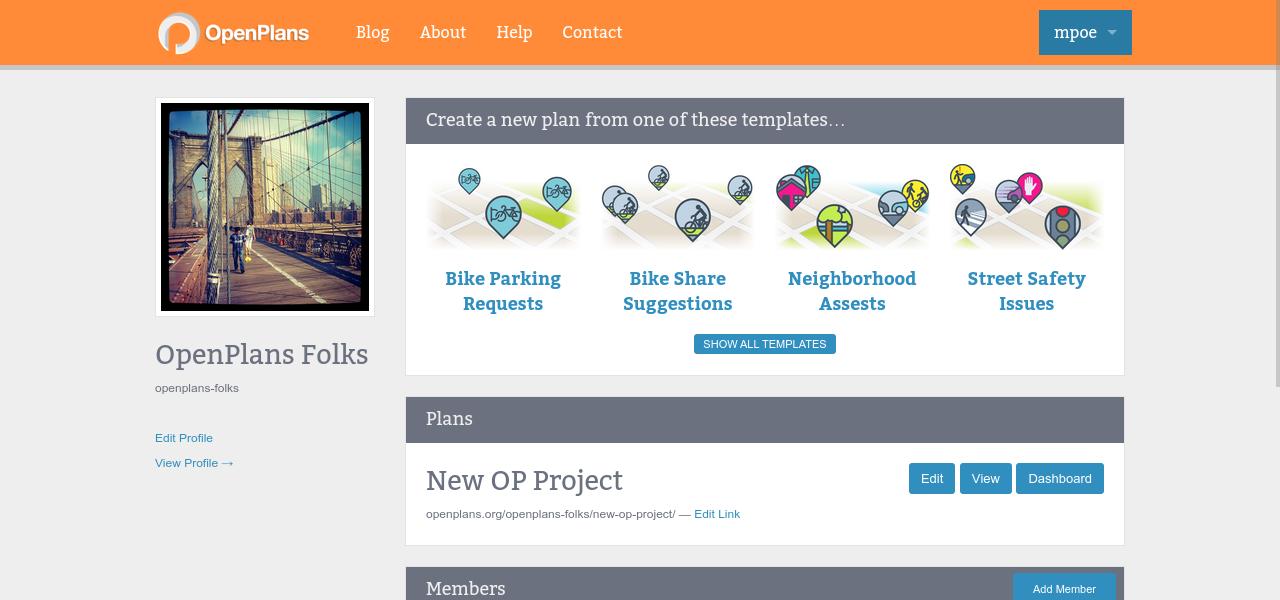 OpenPlans
Blog
About
Help
Contact
mpoe
OpenPlans Folks
openplans-folks
Edit Profile
View Profile →
Create a new plan from one of these templates…
Bike Parking
Requests
Bike Share
Suggestions
Neighborhood
Assests
Street Safety
Issues
SHOW ALL TEMPLATES
Plans
New OP Project
Edit
View
Dashboard
openplans.org/openplans-folks/new-op-project/ — Edit Link
Members
Add Member